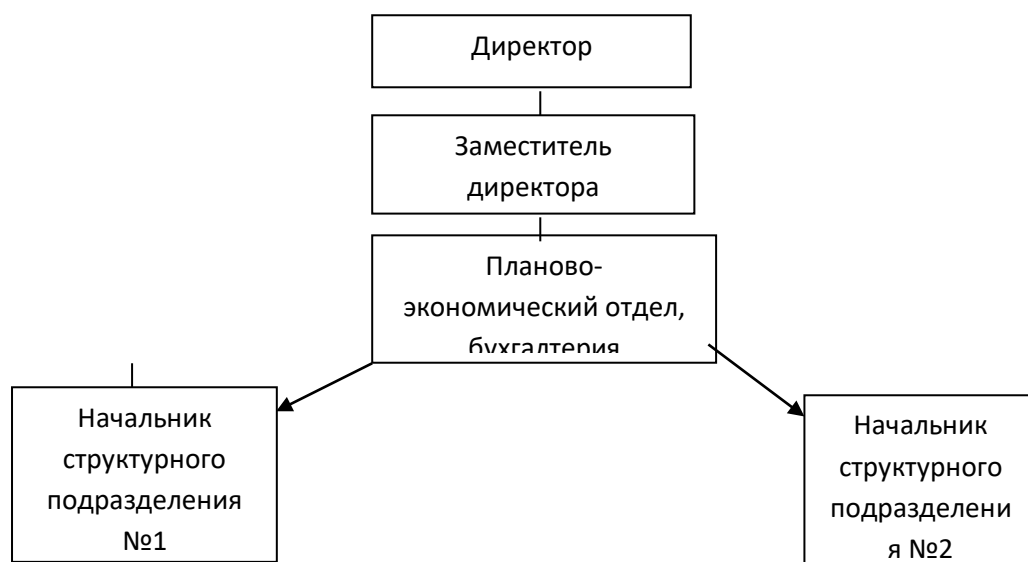 Директор
Заместитель
директора
Планово-
экономический отдел,
бухгалтерия
Начальник
структурного
подразделения
№1
Начальник
структурного
подразделени
я №2